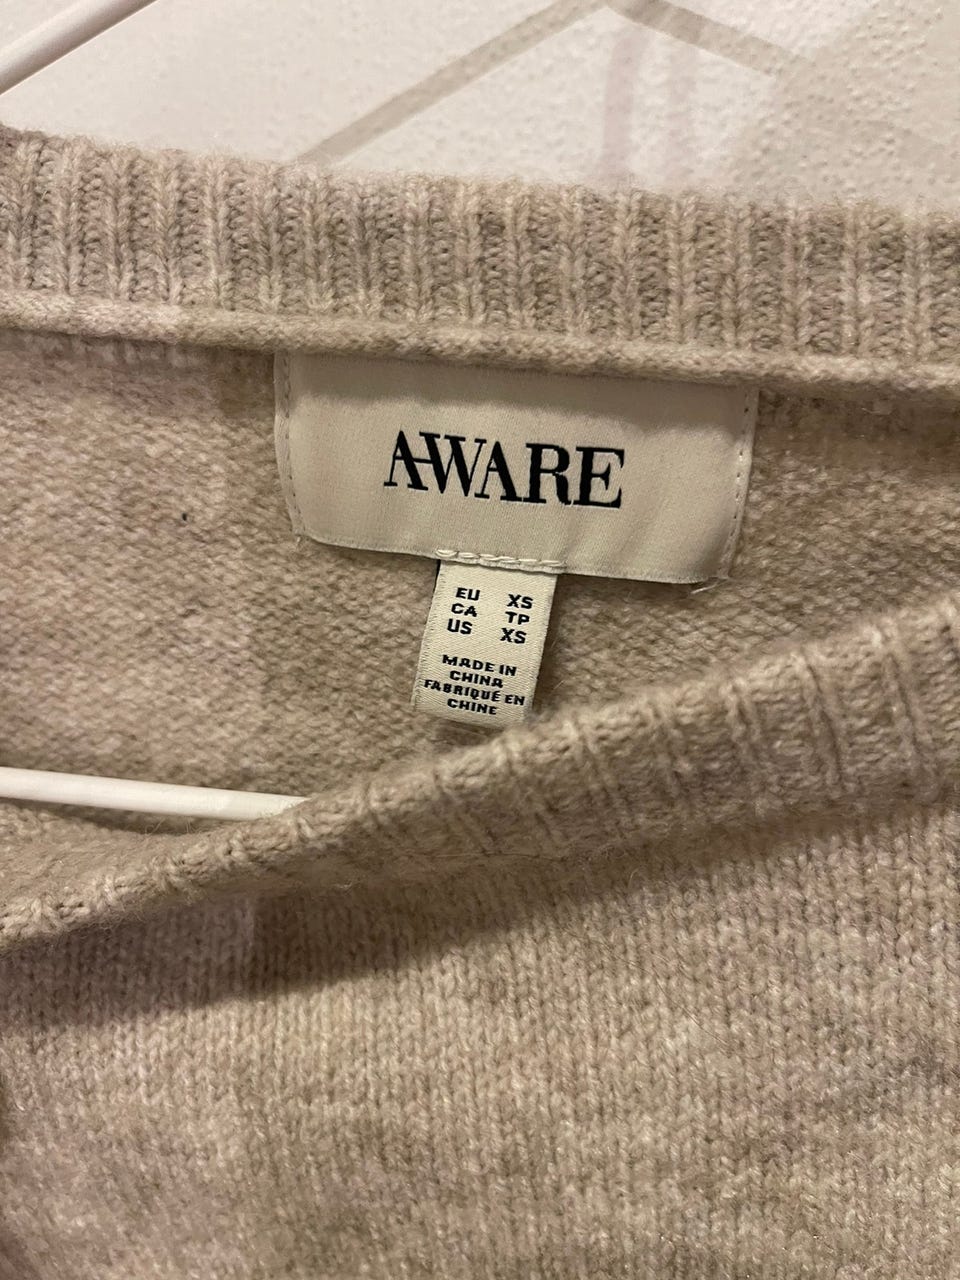 AWARE
EU XS
CA TP
US XS
MADE IN
CHINA
FABRIQUÉ EN
CHINE